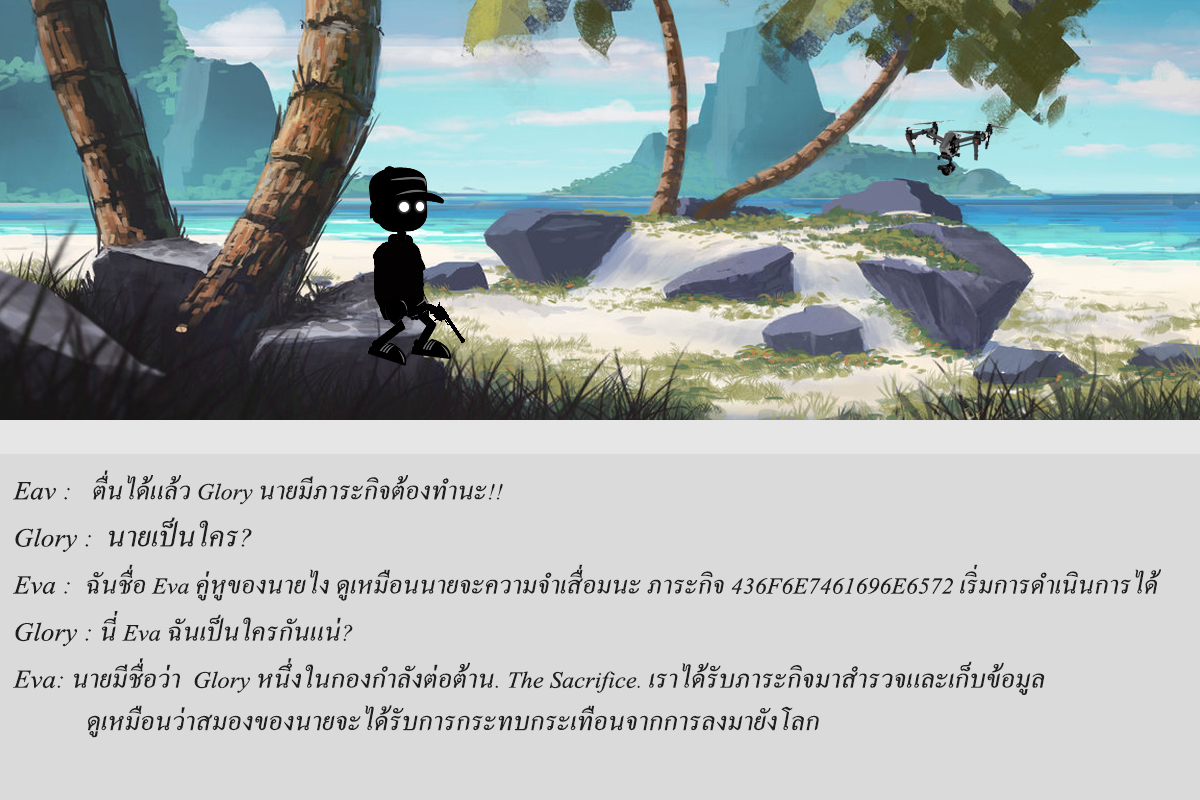 Eav : ตื่นได้แล้ว Glory นายมีภาระกิจต้องทำนะ!!
Glory : นายเป็นใคร?
Eva : ฉันชื่อ Eva คู่หูของนายไง ดูเหมือนนายจะความจำเสื่อมนะ ภาระกิจ 436F6E7461696E6572 เริ่มการดำเนินการได้
Glory : นี่ Eva ฉันเป็นใครกันแน่?
Eva: นายมีชื่อว่า Glory หนึ่งในกองกำลังต่อต้าน. The Sacrifice. เราได้รับภาระกิจมาสำรวจและเก็บข้อมูล
ดูเหมือนว่าสมองของนายจะได้รับการกระทบกระเทือนจากการลงมายังโลก